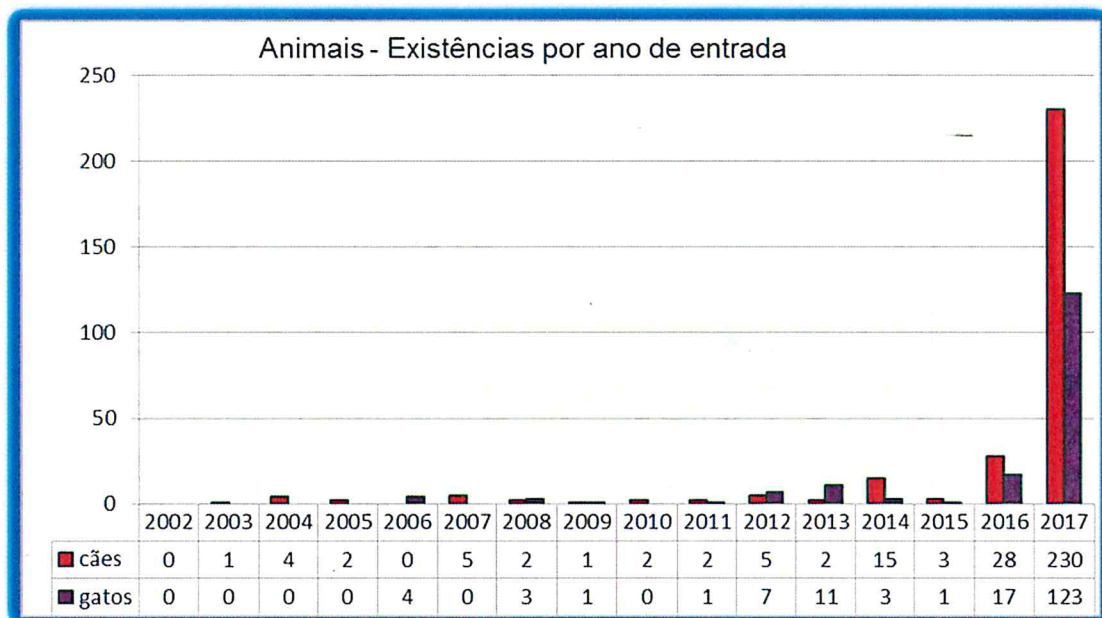 Animais - Existências por ano de entrada
250
200
150
100
50
0
2002 2003 2004 2005 2006 2007 2008 2009 2010 2011 2012 2013 2014 2015 2016 2017
cães 0 1 4 2 0 5 2 1 2 2 5 2 15 3 28 230
gatos 0 0 0 0 4 0 3 1 0 1 7 11 3 1 17 123